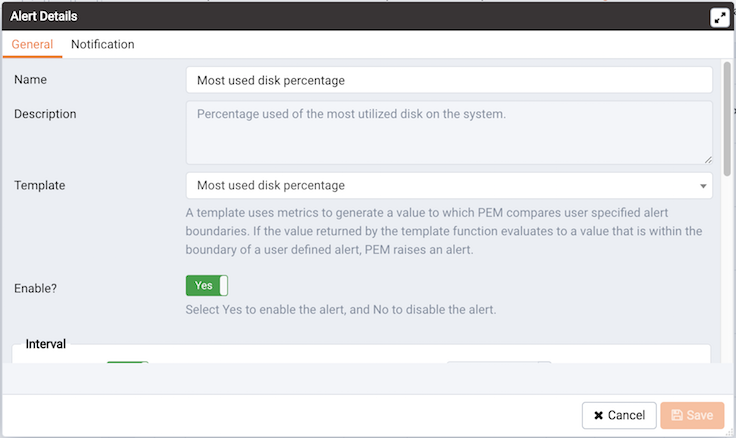 Alert Details
General Notification
Name Most used disk percentage
Description Percentage used of the most utilized disk on the system.
Template Most used disk percentage
A template uses metrics to generate a value to which PEM compares user specified alert
boundaries. If the value returned by the template function evaluates to a value that is within the
boundary of a user defined alert, PEM raises an alert.
Enable? Yes
Select Yes to enable the alert, and No to disable the alert.
Interval
Cancel Save